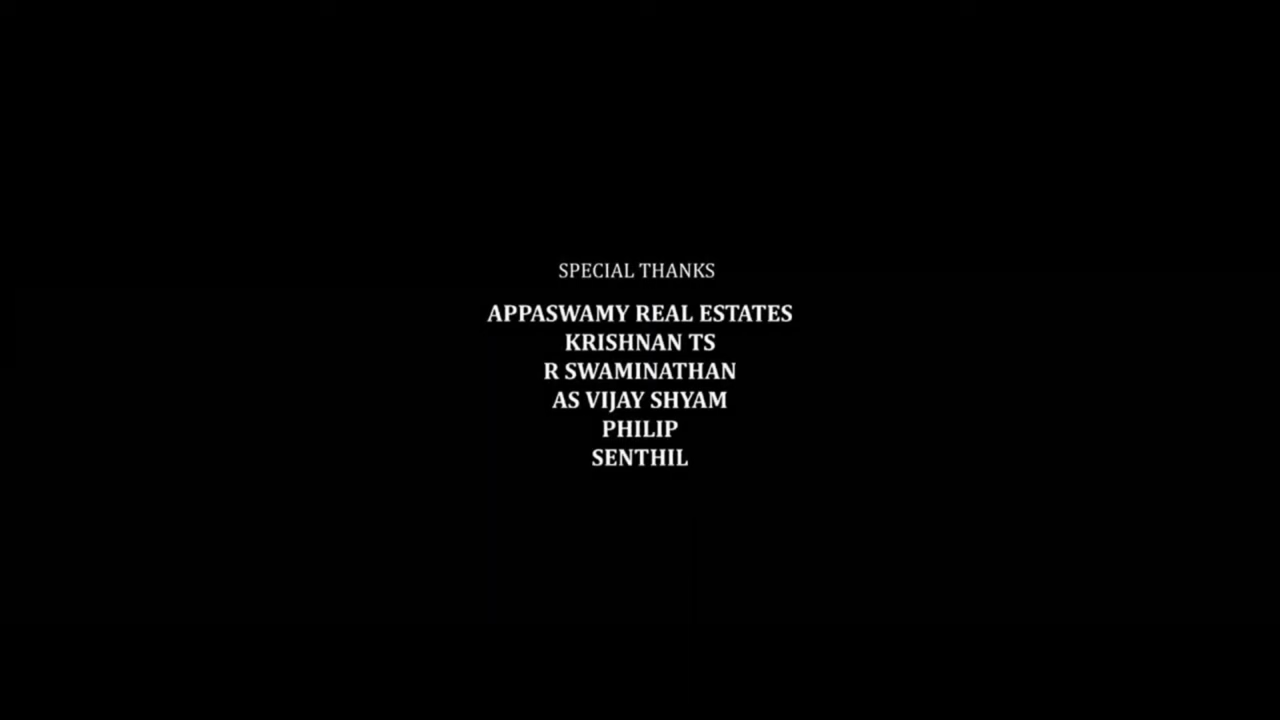 SPECIAL THANKS
APPASWAMY REAL ESTATES
KRISHNAN TS
R SWAMINATHAN
AS VIJAY SHYAM
PHILIP
SENTHIL